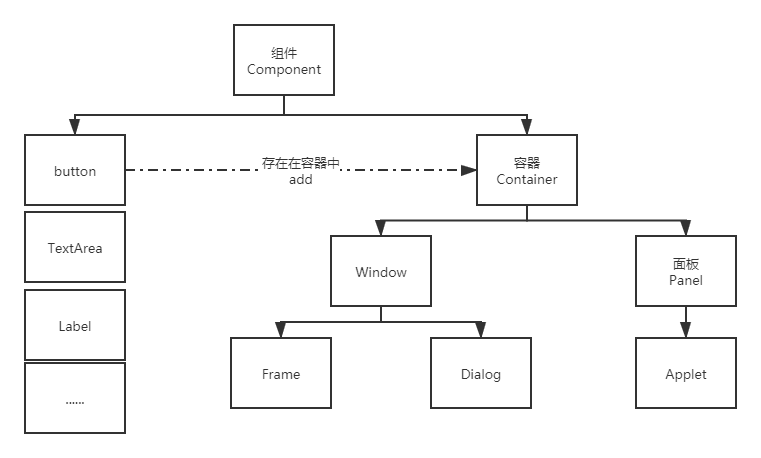 组件
Component
button
存在在容器中
add
容器
Container
TextArea
Window
面板
Panel
Label
Frame
Dialog
Applet
......